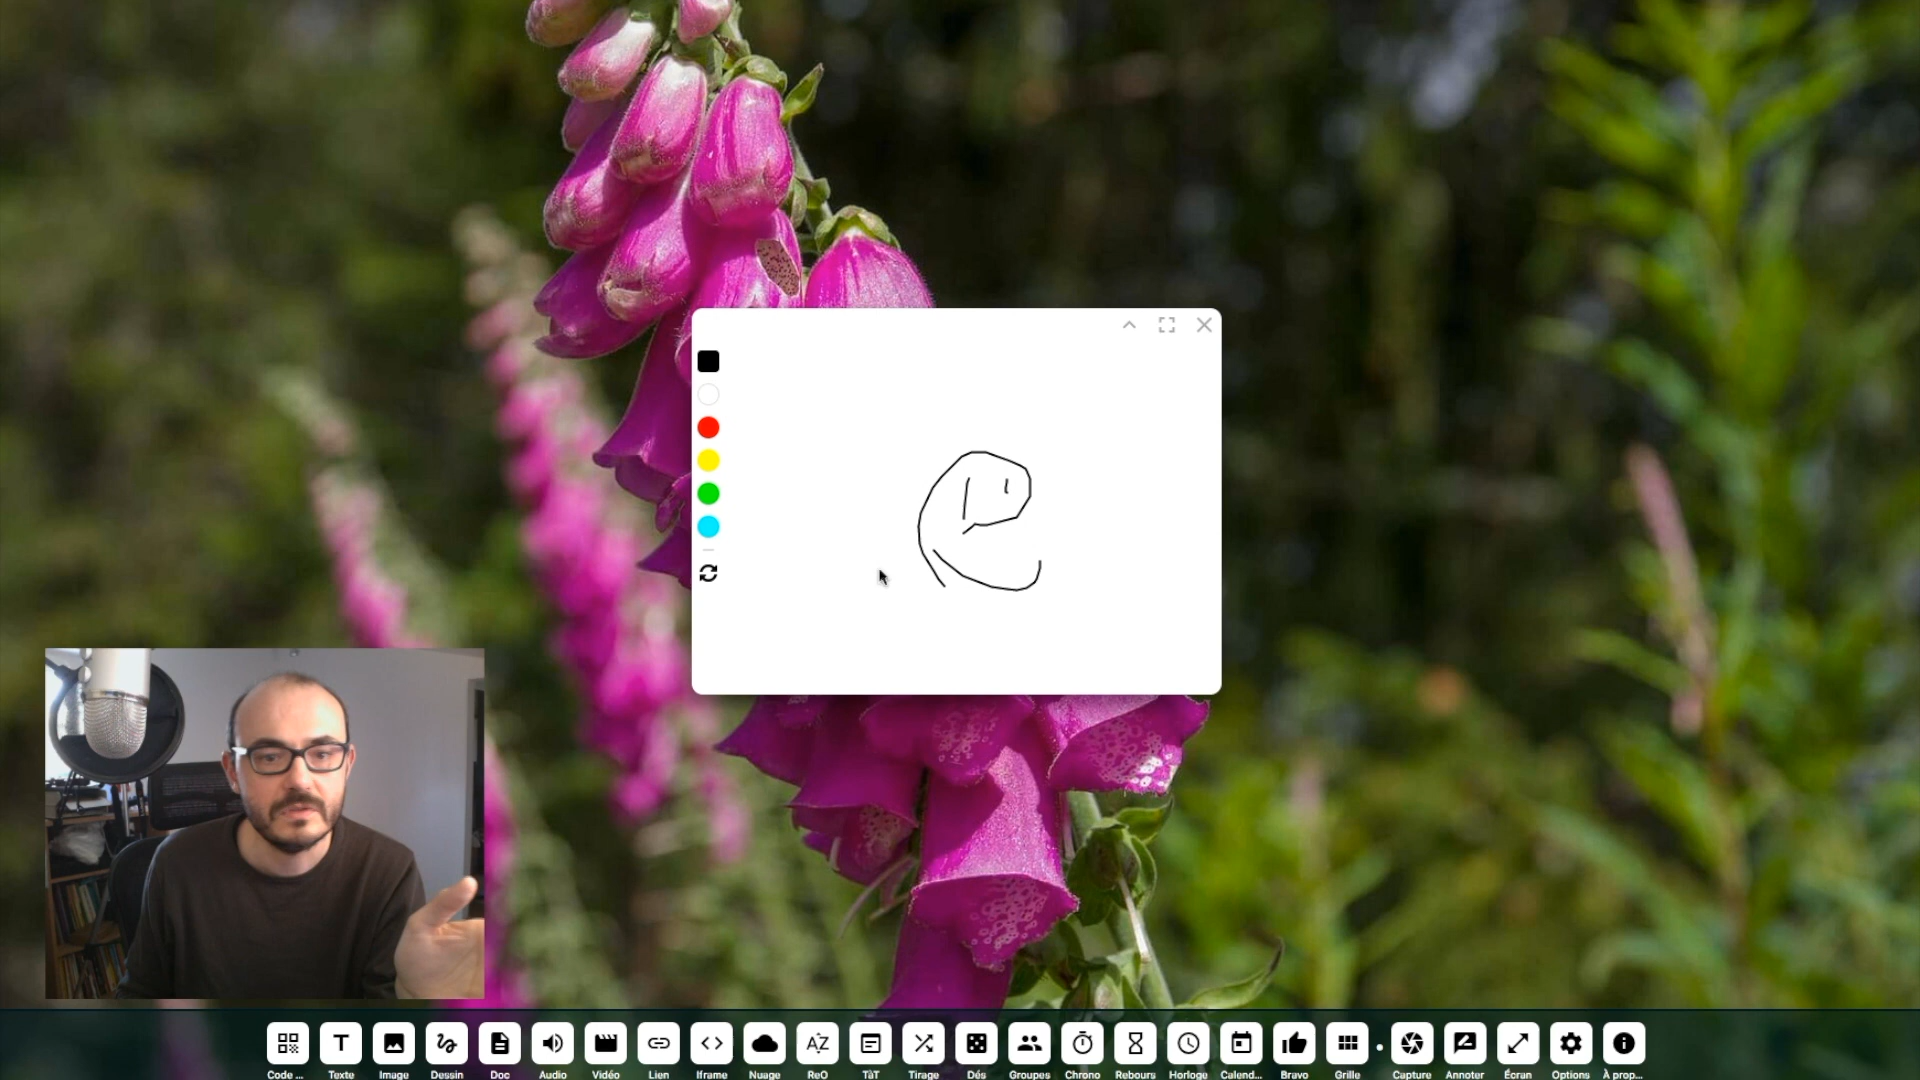 Code ... Texte Image Dessin Doc Audio Vidéo Lien Iframe Nuage ReO TàT Tirage Dés Groupes Chrono Rebours Horloge Calend... Bravo Grille Capture Annoter Écran Options À prop...